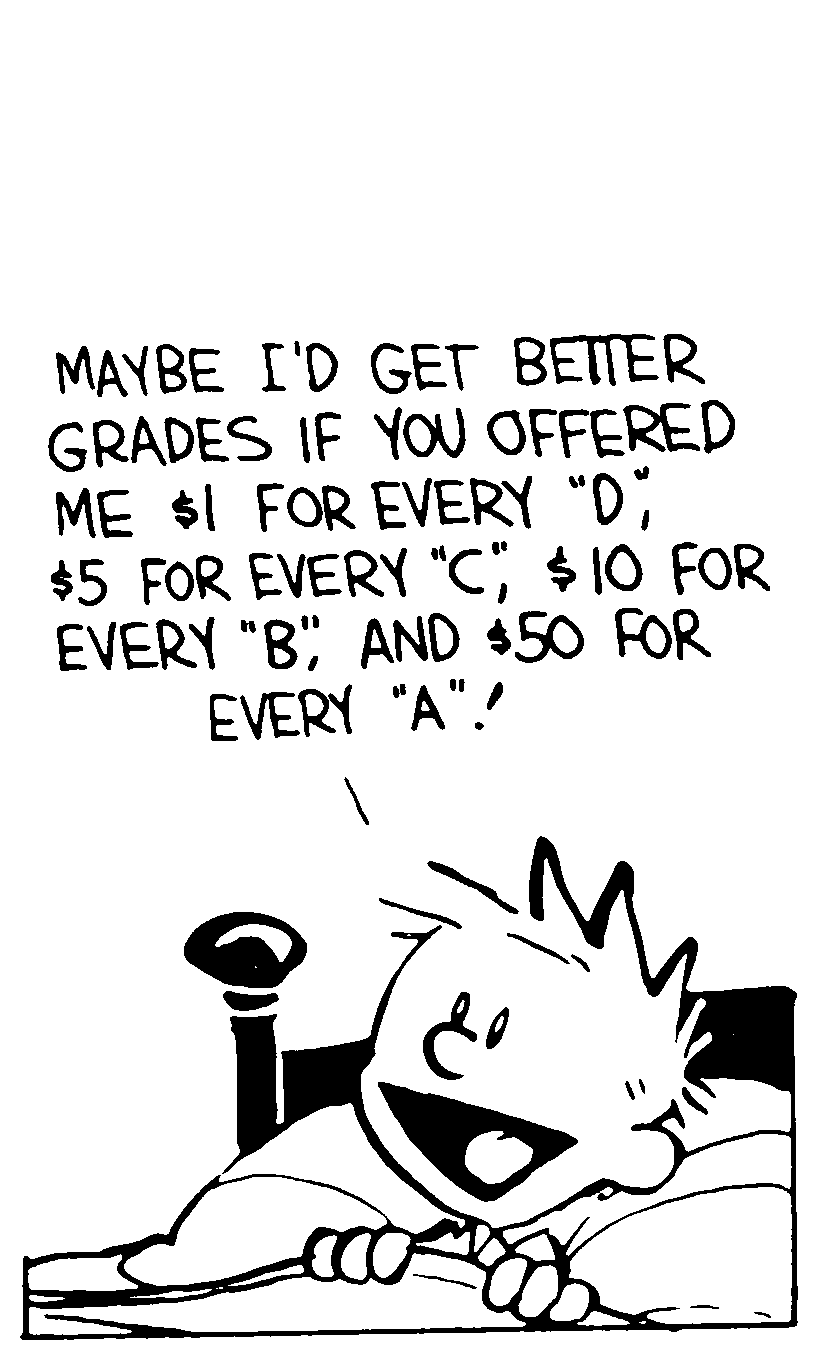 MAYBE I'D GET BETTER
GRADES IF YOU OFFERED
ME $1 FOR EVERY "D",
$5 FOR EVERY "C", $10 FOR
EVERY "B", AND $50 FOR
EVERY "A".!